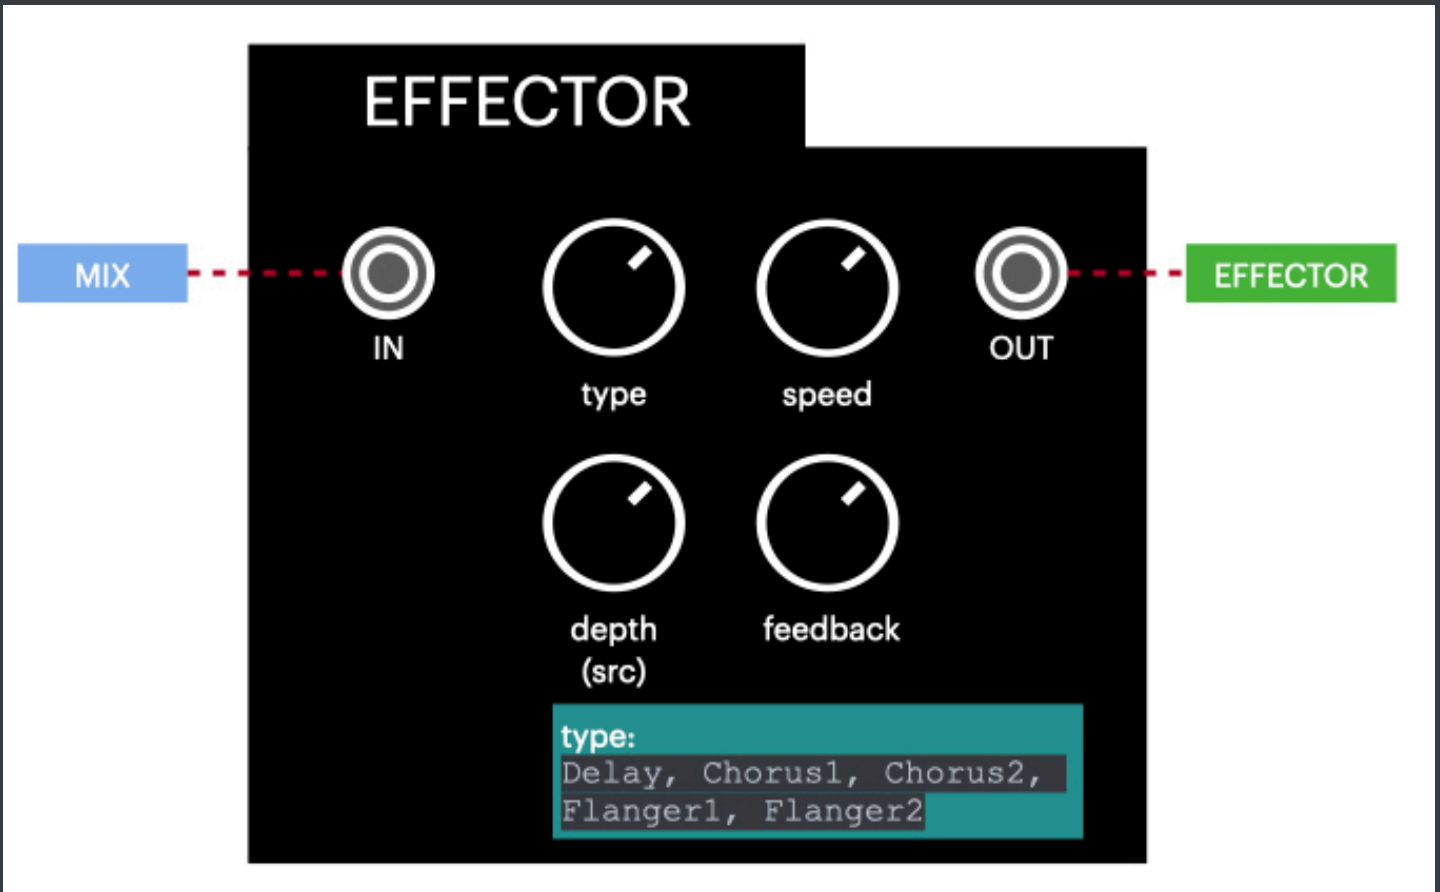 EFFECTOR
MIX
EFFECTOR
IN
OUT
type
speed
depth
(src)
feedback
type:
Delay, Chorus1, Chorus2,
Flanger1, Flanger2